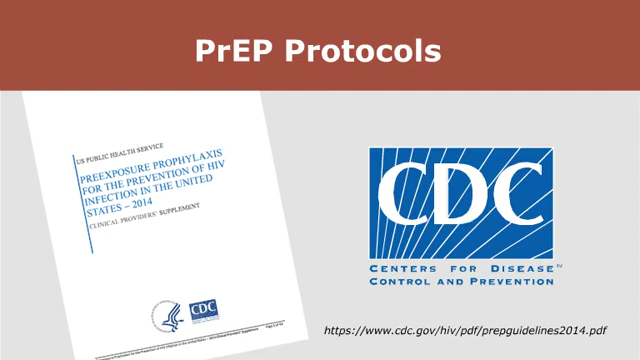 PrEP Protocols
US PUBLIC HEALTH SERVICE
PREEXPOSURE PROPHYLAXIS
FOR THE PREVENTION OF HIV
INFECTION IN THE UNITED
STATES – 2014
CLINICAL PROVIDERS' SUPPLEMENT
CDC
CDC
CENTERS FOR DISEASE™
CONTROL AND PREVENTION
https://www.cdc.gov/hiv/pdf/prepguidelines2014.pdf